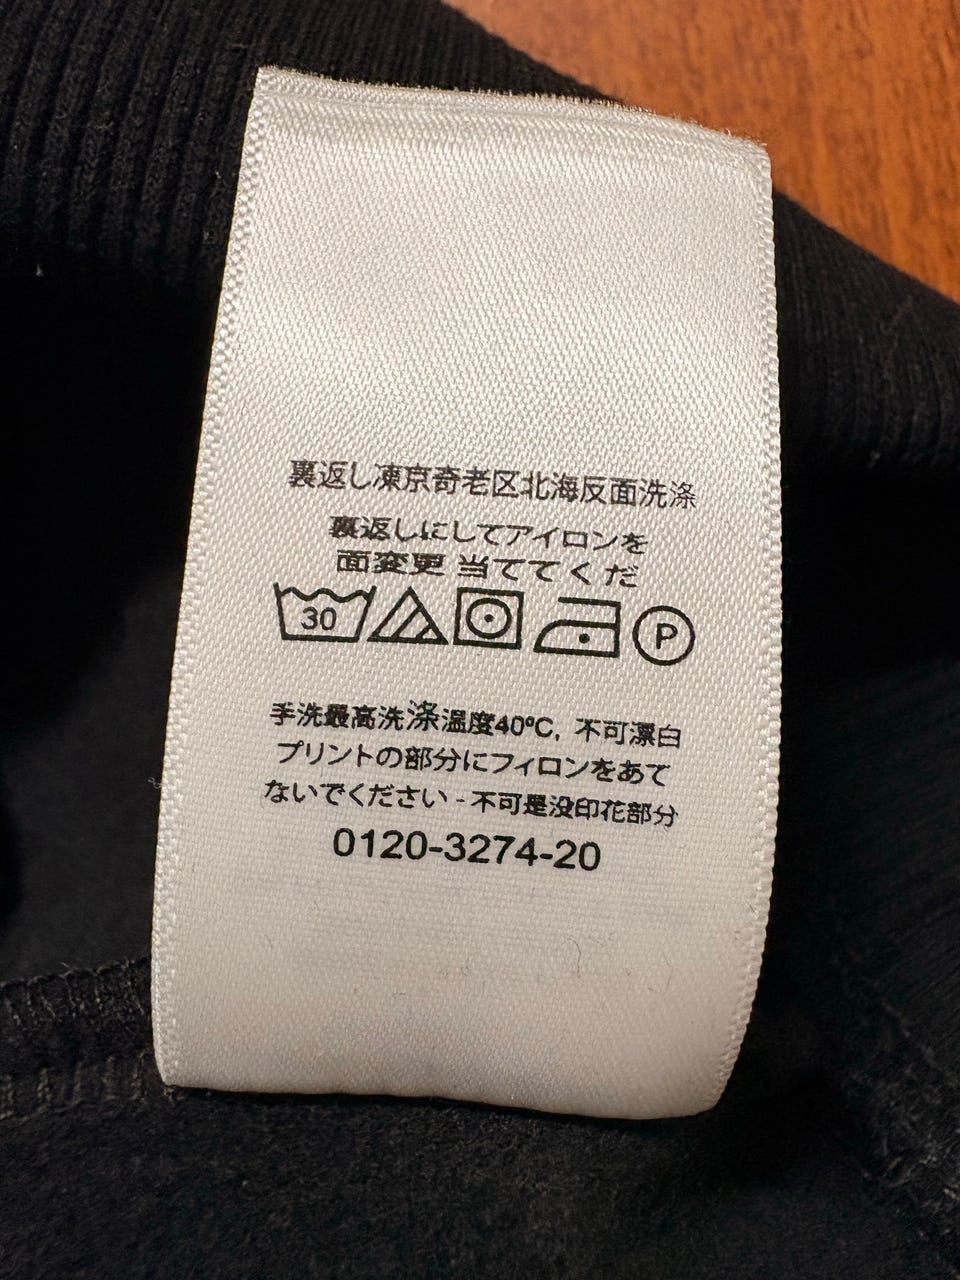 裏返し凍京奇老区北海反面洗涤
裏返しにしてアイロンを
面変更 当ててくだ
30 P
手洗最高洗涤温度40ºC, 不可漂白
プリントの部分にフィロンをあて
ないでください - 不可是没印花部分
0120-3274-20